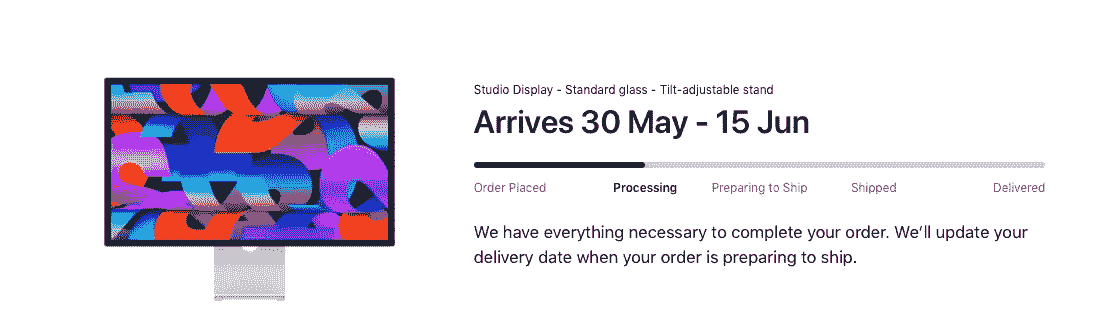 Studio Display - Standard glass - Tilt-adjustable stand
Arrives 30 May - 15 Jun
Order Placed Processing Preparing to Ship Shipped Delivered
We have everything necessary to complete your order. We'll update your
delivery date when your order is preparing to ship.